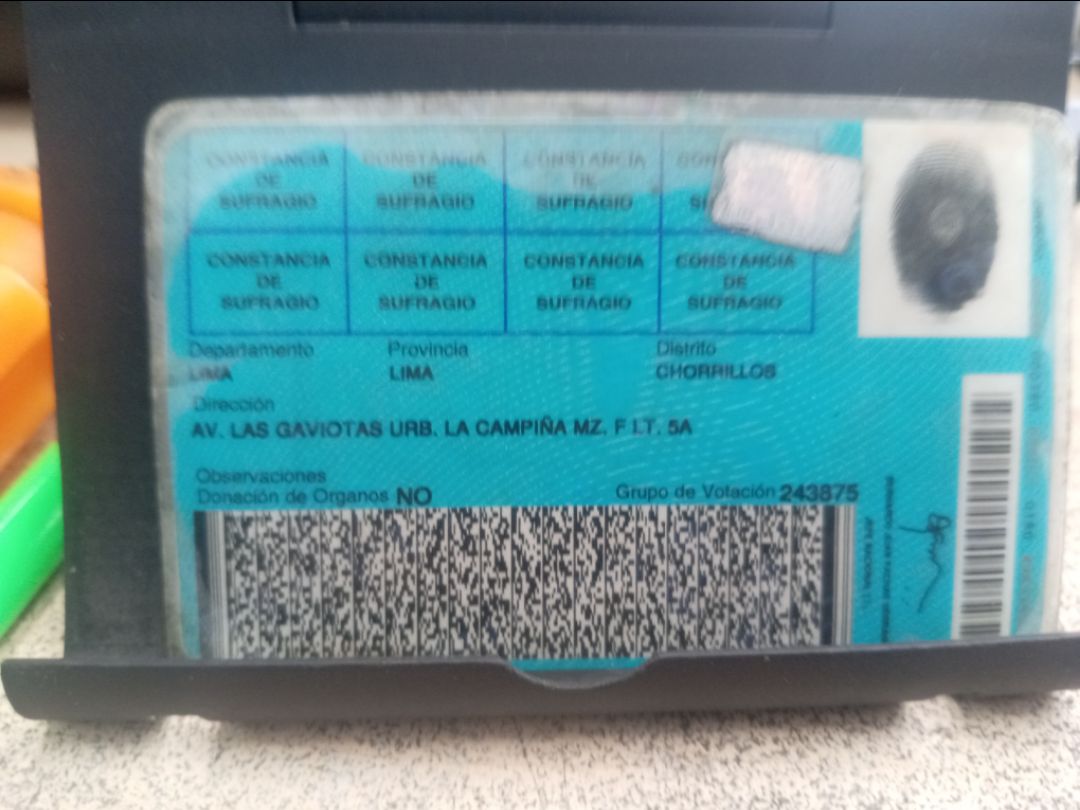 CONSTANCIA CONSTANCIA CONSTANCIA
DE DE DE
SUFRAGIO SUFRAGIO SUFRAGIO
CONSTANCIA CONSTANCIA CONSTANCIA CONSTANCIA
DE DE DE DE
SUFRAGIO SUFRAGIO SUFRAGIO SUFRAGIO
Departamento Provincia Distrito
LIMA LIMA CHORRILLOS
Dirección
AV. LAS GAVIOTAS URB. LA CAMPIÑA MZ. F LT. 5A
Observaciones
Donación de Organos NO Grupo de Votación 243875